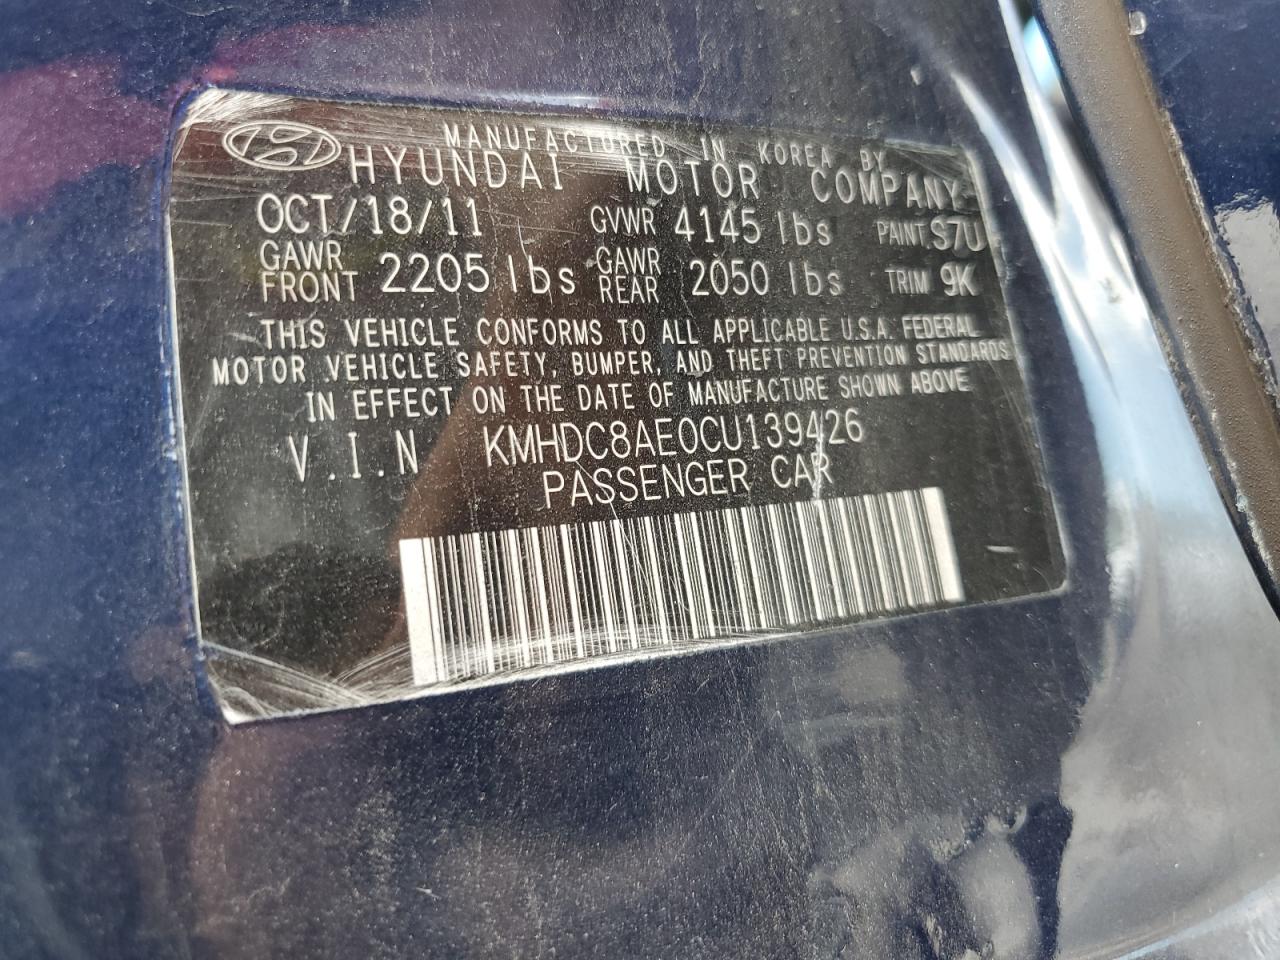 MANUFACTURED IN KOREA BY
HYUNDAI MOTOR COMPANY
OCT/18/11 GVWR 4145 lbs PAINT S7U
GAWR FRONT 2205 lbs GAWR REAR 2050 lbs TRIM 9K
THIS VEHICLE CONFORMS TO ALL APPLICABLE U.S.A. FEDERAL
MOTOR VEHICLE SAFETY, BUMPER, AND THEFT PREVENTION STANDARDS
IN EFFECT ON THE DATE OF MANUFACTURE SHOWN ABOVE
V.I.N KMHDC8AE0CU139426
PASSENGER CAR